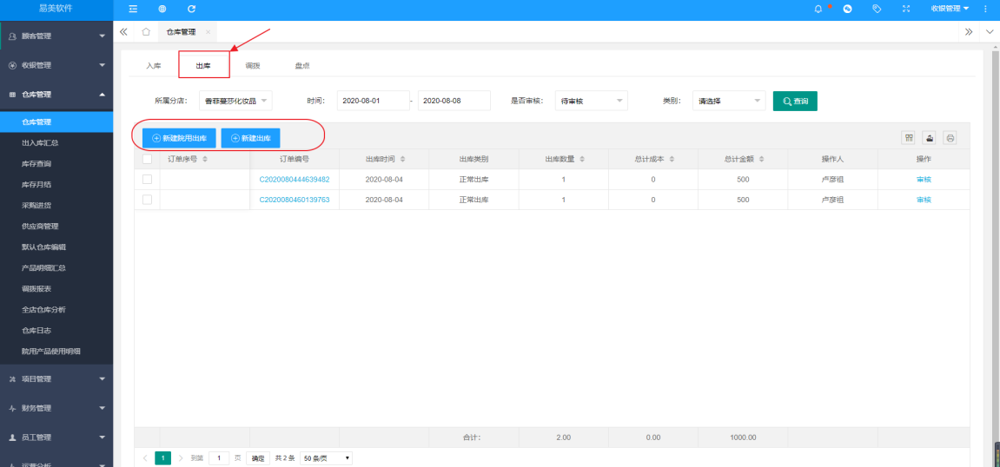 易美软件
收银管理
顾客管理
收银管理
仓库管理
仓库管理
出入库汇总
库存查询
库存月结
采购进货
供应商管理
默认仓库编辑
产品明细汇总
调拨报表
全店仓库分析
仓库日志
院用产品使用明细
项目管理
财务管理
员工管理
运营分析
仓库管理 ×
入库 出库 调拨 盘点
所属分店: 香菲蔓莎化妆品 时间: 2020-08-01 - 2020-08-08 是否审核: 待审核 类别: 请选择 查询
新建院用出库 新建出库
订单序号 订单编号 出库时间 出库类别 出库数量 总计成本 总计金额 操作人 操作
C2020080444639482 2020-08-04 正常出库 1 0 500 卢彦祖 审核
C2020080460139763 2020-08-04 正常出库 1 0 500 卢彦祖 审核
合计: 2.00 0.00 1000.00
1 到第 1 页 确定 共 2 条 50 条/页